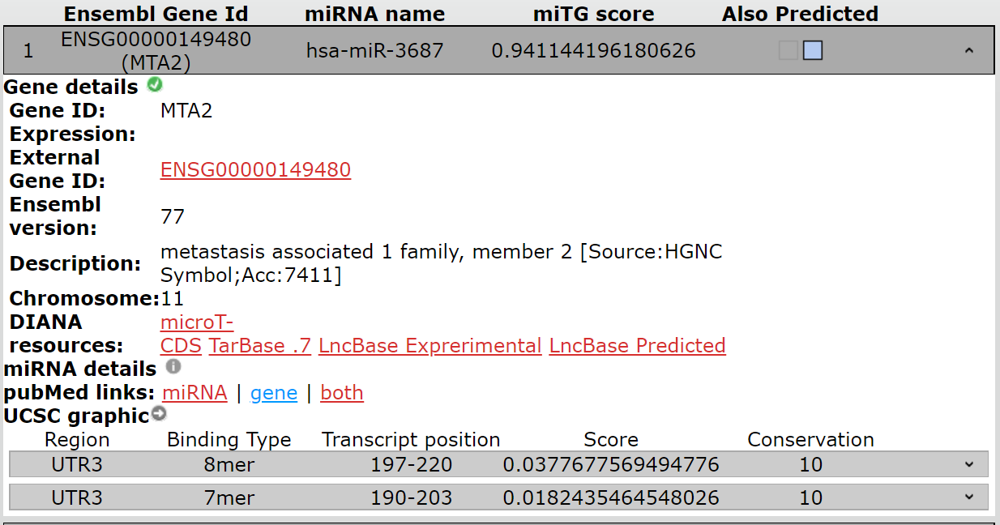 Ensembl Gene Id miRNA name miTG score Also Predicted
1 ENSG00000149480 (MTA2) hsa-miR-3687 0.941144196180626
Gene details
Gene ID: MTA2
Expression:
External Gene ID: ENSG00000149480
Ensembl version: 77
Description: metastasis associated 1 family, member 2 [Source:HGNC Symbol;Acc:7411]
Chromosome: 11
DIANA resources: microT-CDS TarBase .7 LncBase Exprerimental LncBase Predicted
miRNA details
pubMed links: miRNA | gene | both
UCSC graphic
Region Binding Type Transcript position Score Conservation
UTR3 8mer 197-220 0.0377677569494776 10
UTR3 7mer 190-203 0.0182435464548026 10